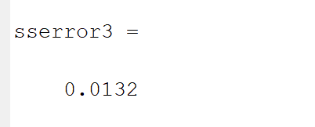 sserror3 =
0.0132